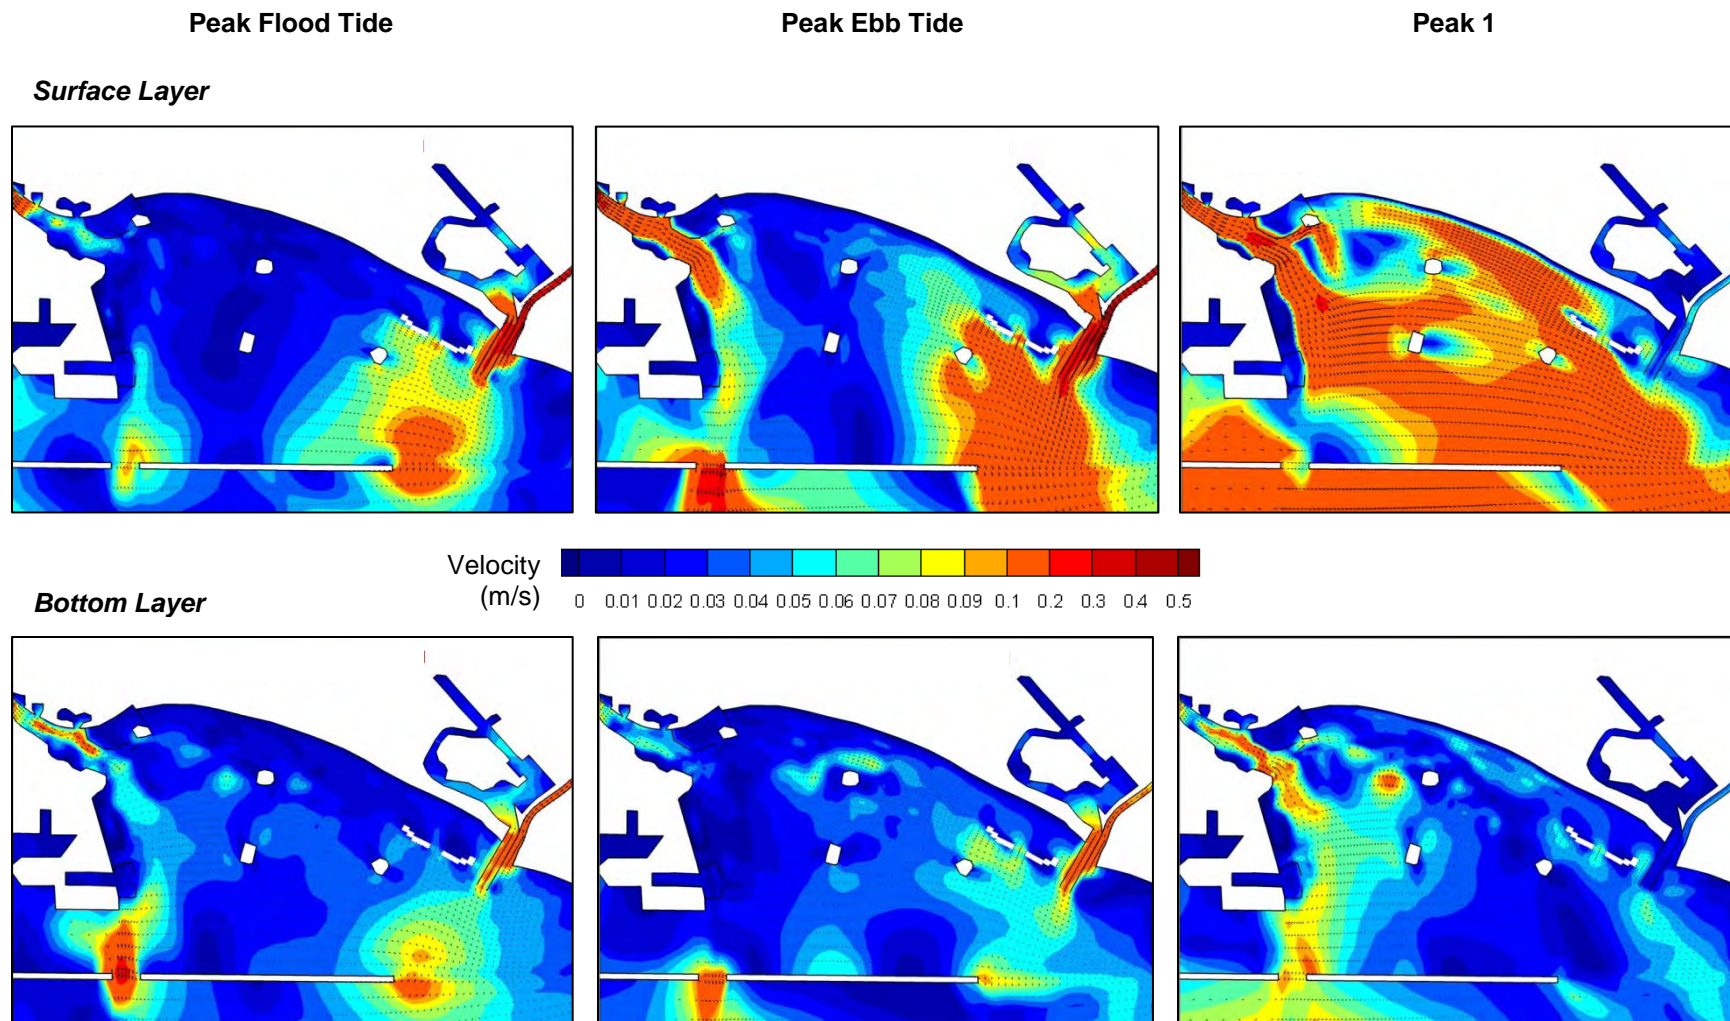 Peak Flood Tide Peak Ebb Tide Peak 1
Surface Layer
Velocity
(m/s)
0 0.01 0.02 0.03 0.04 0.05 0.06 0.07 0.08 0.09 0.1 0.2 0.3 0.4 0.5
Bottom Layer